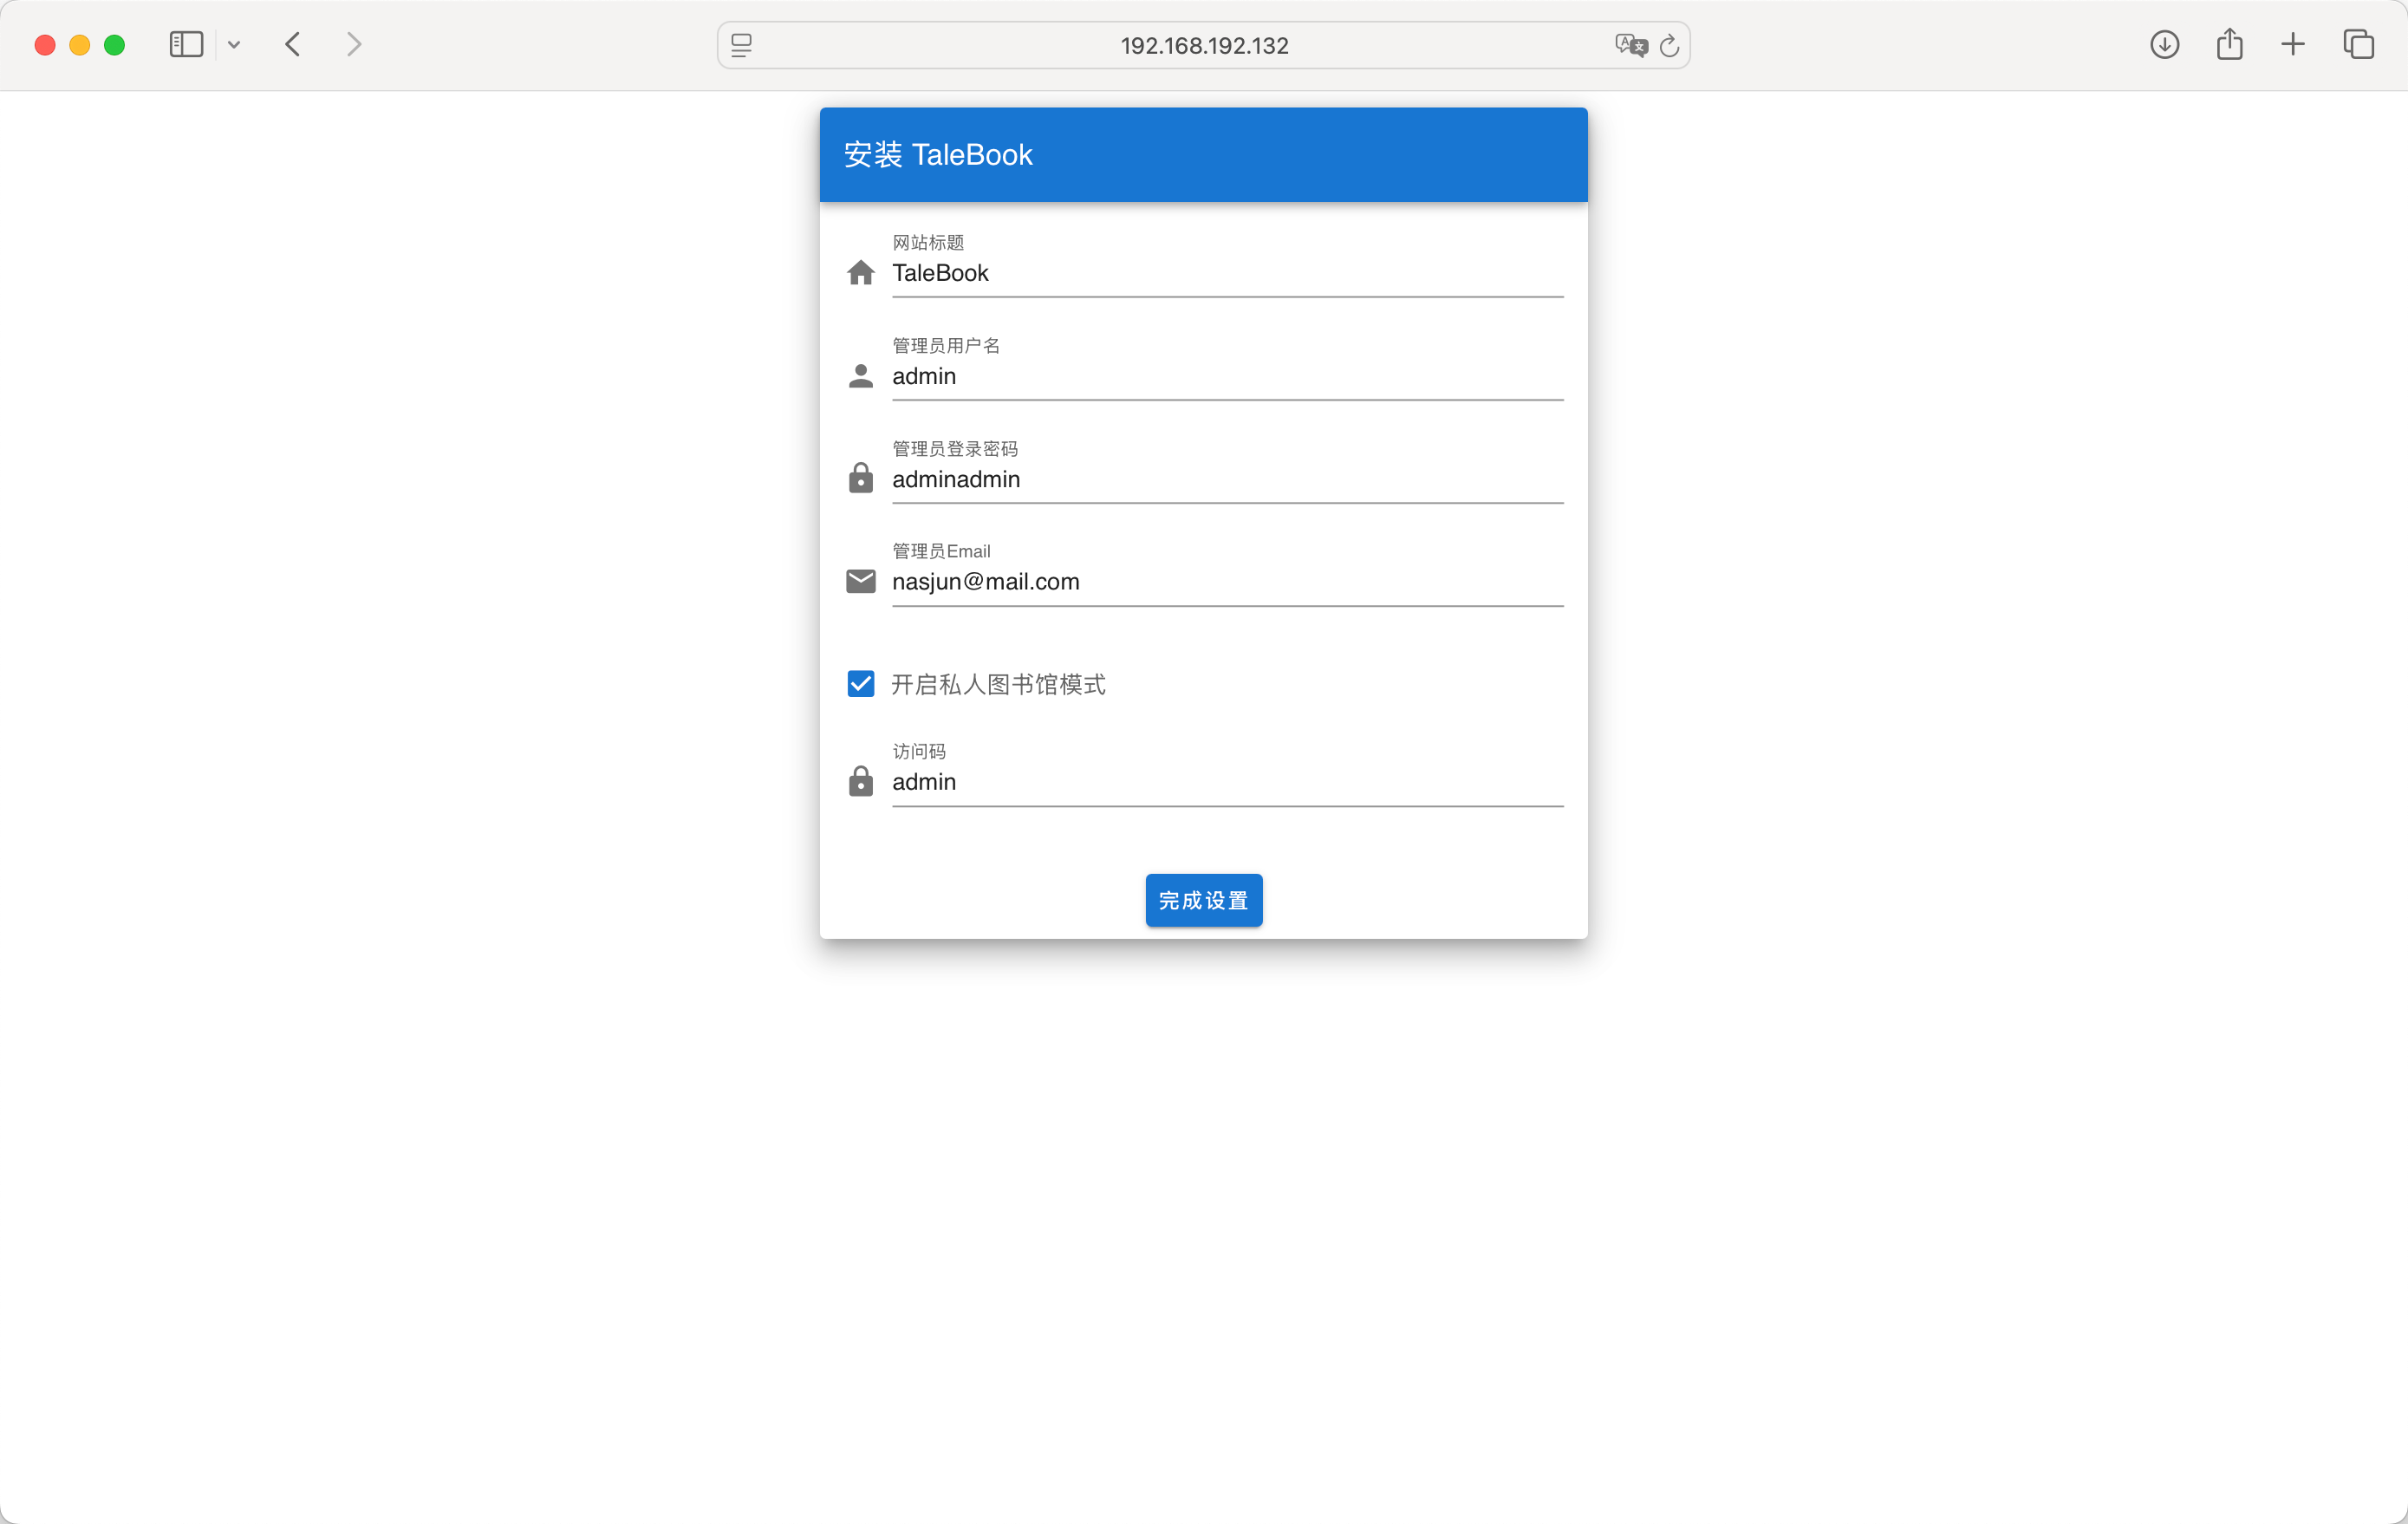 192.168.192.132
安装 TaleBook
网站标题
TaleBook
管理员用户名
admin
管理员登录密码
adminadmin
管理员Email
nasjun@mail.com
开启私人图书馆模式
访问码
admin
完成设置